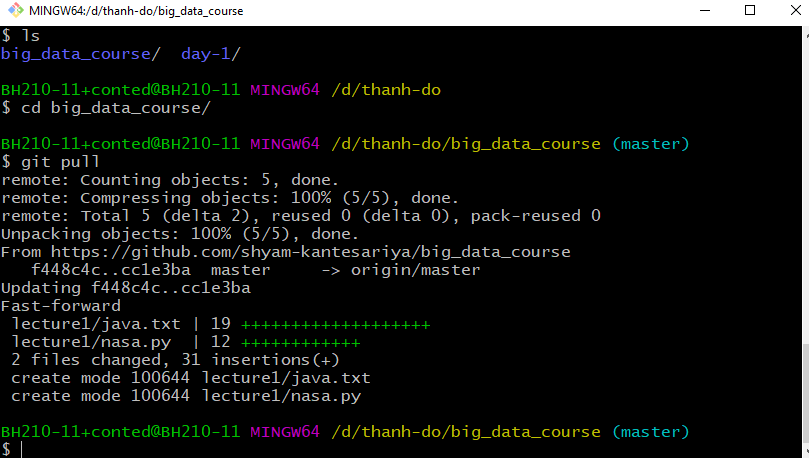 MINGW64:/d/thanh-do/big_data_course
$ ls
big_data_course/  day-1/
BH210-11+conted@BH210-11 MINGW64 /d/thanh-do
$ cd big_data_course/
BH210-11+conted@BH210-11 MINGW64 /d/thanh-do/big_data_course (master)
$ git pull
remote: Counting objects: 5, done.
remote: Compressing objects: 100% (5/5), done.
remote: Total 5 (delta 2), reused 0 (delta 0), pack-reused 0
Unpacking objects: 100% (5/5), done.
From https://github.com/shyam-kantesariya/big_data_course
   f448c4c..cc1e3ba  master     -> origin/master
Updating f448c4c..cc1e3ba
Fast-forward
 lecture1/java.txt | 19 +++++++++++++++++++
 lecture1/nasa.py  | 12 ++++++++++++
 2 files changed, 31 insertions(+)
 create mode 100644 lecture1/java.txt
 create mode 100644 lecture1/nasa.py
BH210-11+conted@BH210-11 MINGW64 /d/thanh-do/big_data_course (master)
$